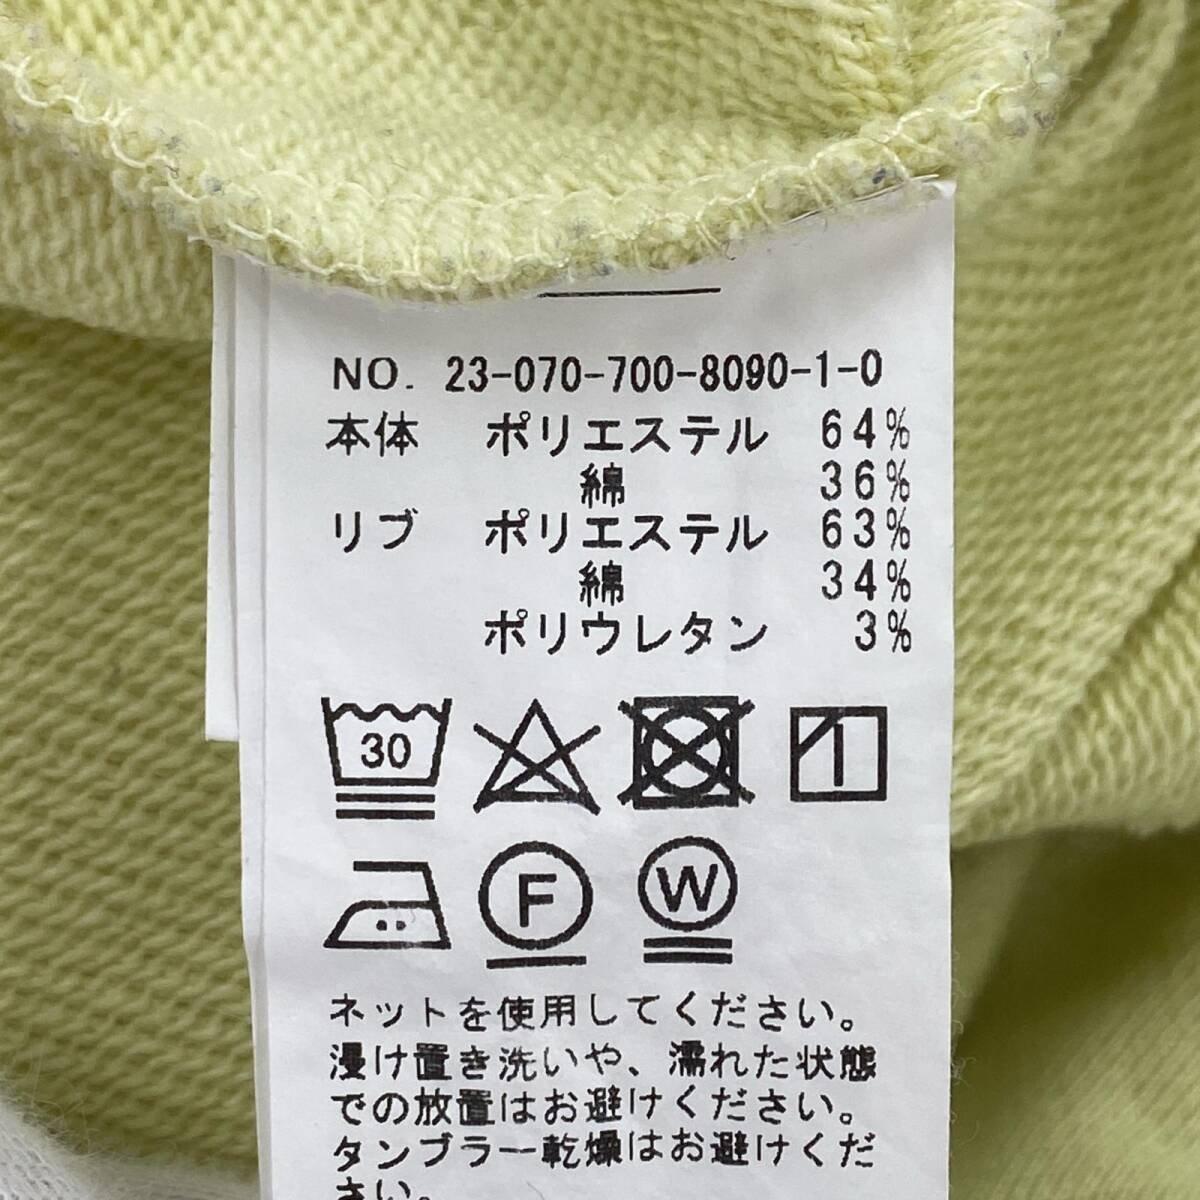 NO. 23-070-700-8090-1-0
本体 ポリエステル 64%
綿 36%
リブ ポリエステル 63%
綿 34%
ポリウレタン 3%
30
F W
ネットを使用してください。
浸け置き洗いや、濡れた状態
での放置はお避けください。
タンブラー乾燥はお避けくだ
さい。